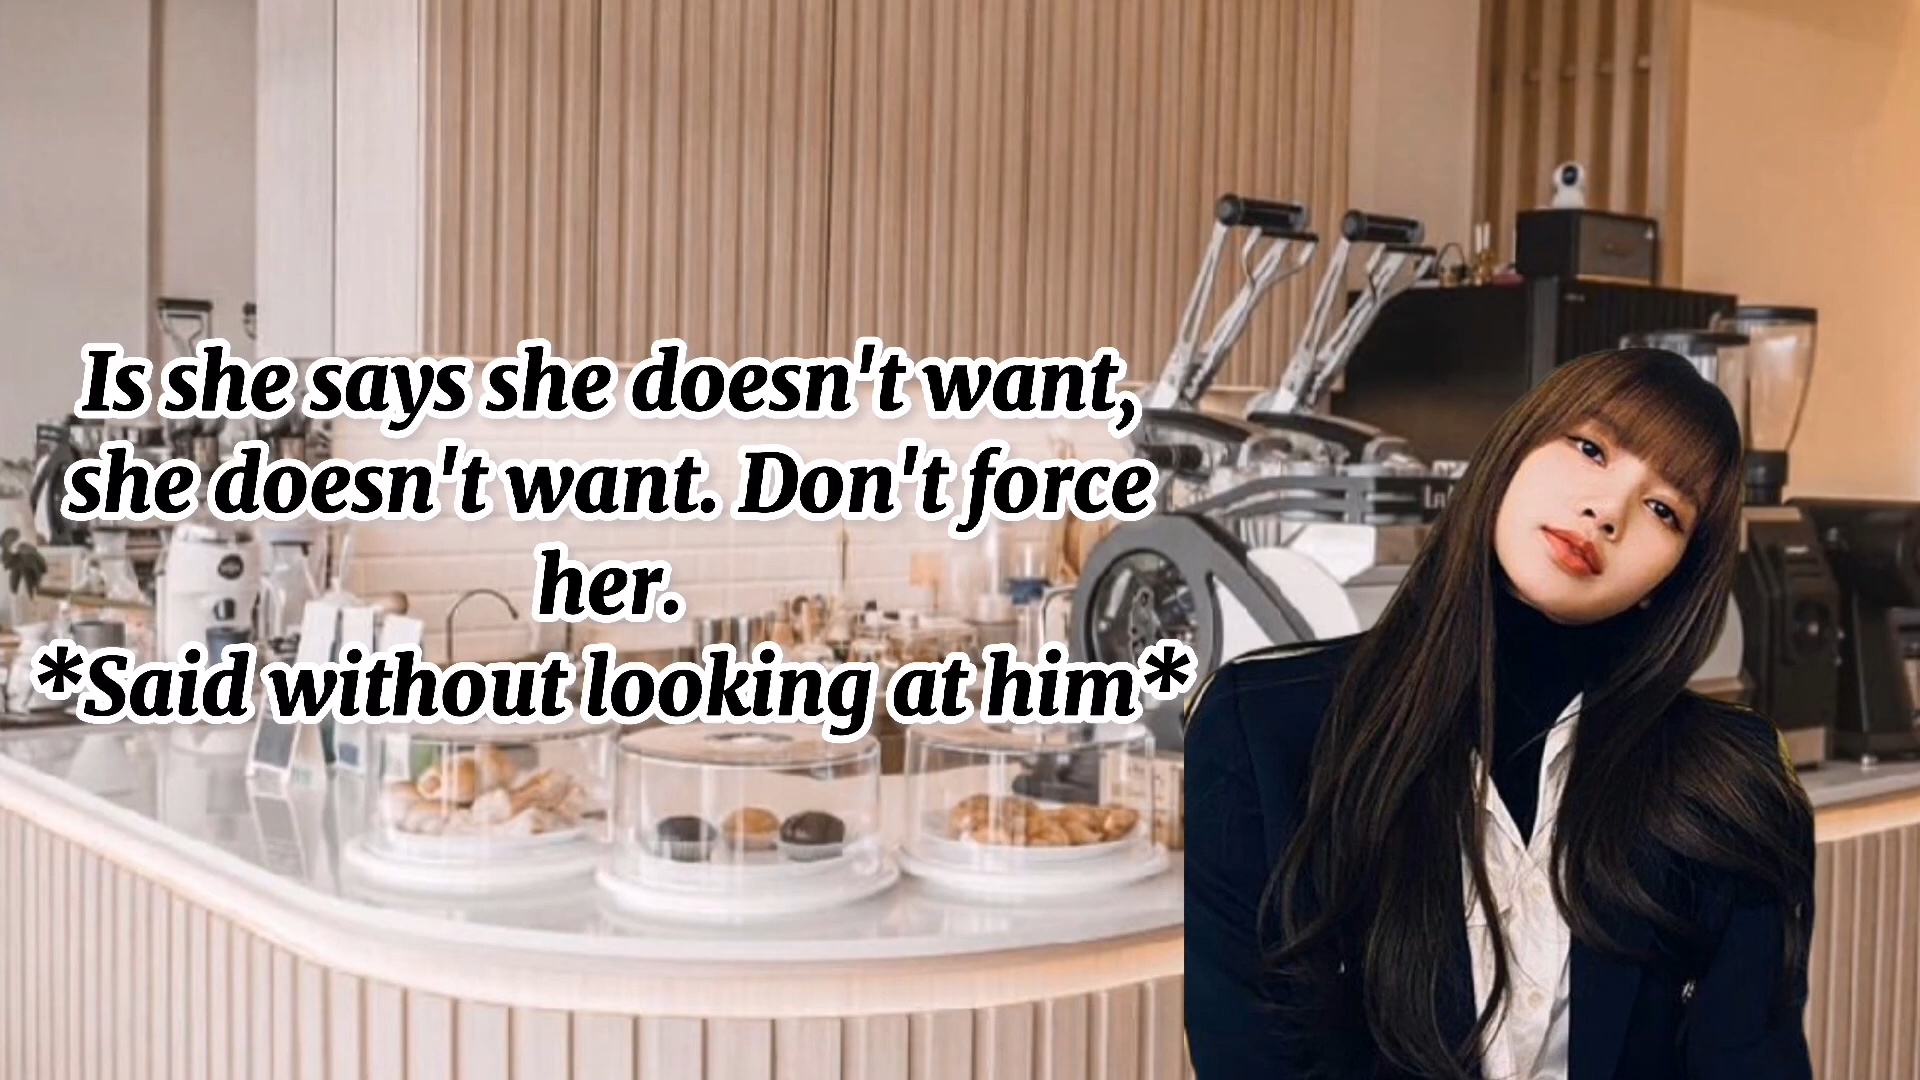 Is she says she doesn't want,
she doesn't want. Don't force
her.
*Said without looking at him*